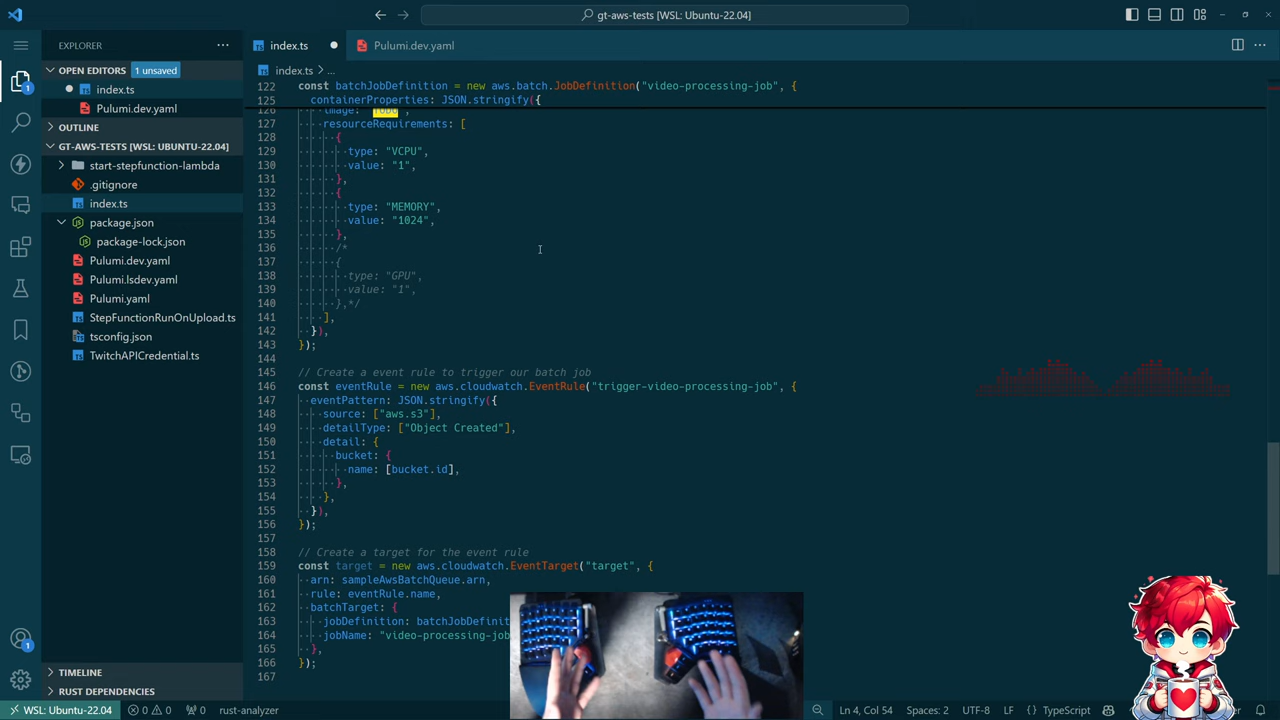 gt-aws-tests [WSL: Ubuntu-22.04]
EXPLORER
OPEN EDITORS
1 unsaved
index.ts
Pulumi.dev.yaml
OUTLINE
GT-AWS-TESTS [WSL: UBUNTU-22.04]
start-stepfunction-lambda
.gitignore
index.ts
package.json
package-lock.json
Pulumi.dev.yaml
Pulumi.lsdev.yaml
Pulumi.yaml
StepFunctionRunOnUpload.ts
tsconfig.json
TwitchAPICredential.ts
TIMELINE
RUST DEPENDENCIES
1
1
index.ts
Pulumi.dev.yaml
index.ts > ...
122 const batchJobDefinition = new aws.batch.JobDefinition("video-processing-job", {
125 containerProperties: JSON.stringify({
126 image:
127 resourceRequirements: [
128 {
129 type: "VCPU",
130 value: "1",
131 },
132 {
133 type: "MEMORY",
134 value: "1024",
135 },
136 /*
137 {
138 type: "GPU",
139 value: "1",
140 },*/
141 ],
142 }),
143 });
144
145 // Create a event rule to trigger our batch job
146 const eventRule = new aws.cloudwatch.EventRule("trigger-video-processing-job", {
147 eventPattern: JSON.stringify({
148 source: ["aws.s3"],
149 detailType: ["Object Created"],
150 detail: {
151 bucket: {
152 name: [bucket.id],
153 },
154 },
155 }),
156 });
157
158 // Create a target for the event rule
159 const target = new aws.cloudwatch.EventTarget("target", {
160 arn: sampleAwsBatchQueue.arn,
161 rule: eventRule.name,
162 batchTarget: {
163 jobDefinition: batchJobDefinit
164 jobName: "video-processing-job
165 },
166 });
167
WSL: Ubuntu-22.04
0 0
0
rust-analyzer
Ln 4, Col 54
Spaces: 2
UTF-8
LF
{} TypeScript